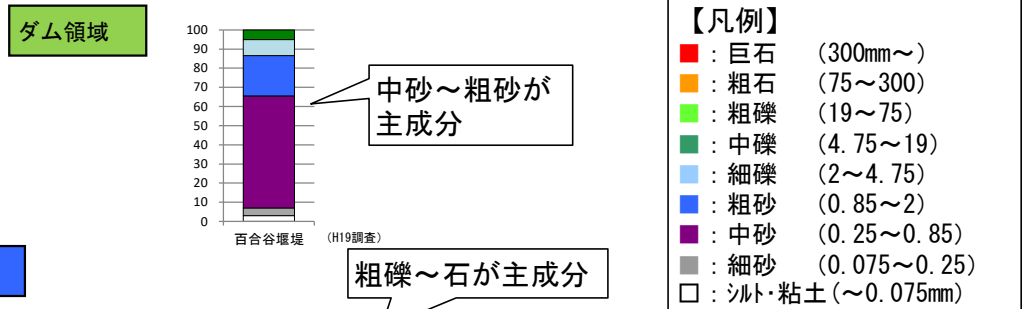 ダム領域
100
90
80
70
60
50
40
30
20
10
0
百合谷堰堤 (H19調査)
中砂～粗砂が
主成分
粗礫～石が主成分
【凡例】
■：巨石 (300mm～)
■：粗石 (75～300)
■：粗礫 (19～75)
■：中礫 (4.75～19)
■：細礫 (2～4.75)
■：粗砂 (0.85～2)
■：中砂 (0.25～0.85)
■：細砂 (0.075～0.25)
□：ｼﾙﾄ･粘土(～0.075mm)